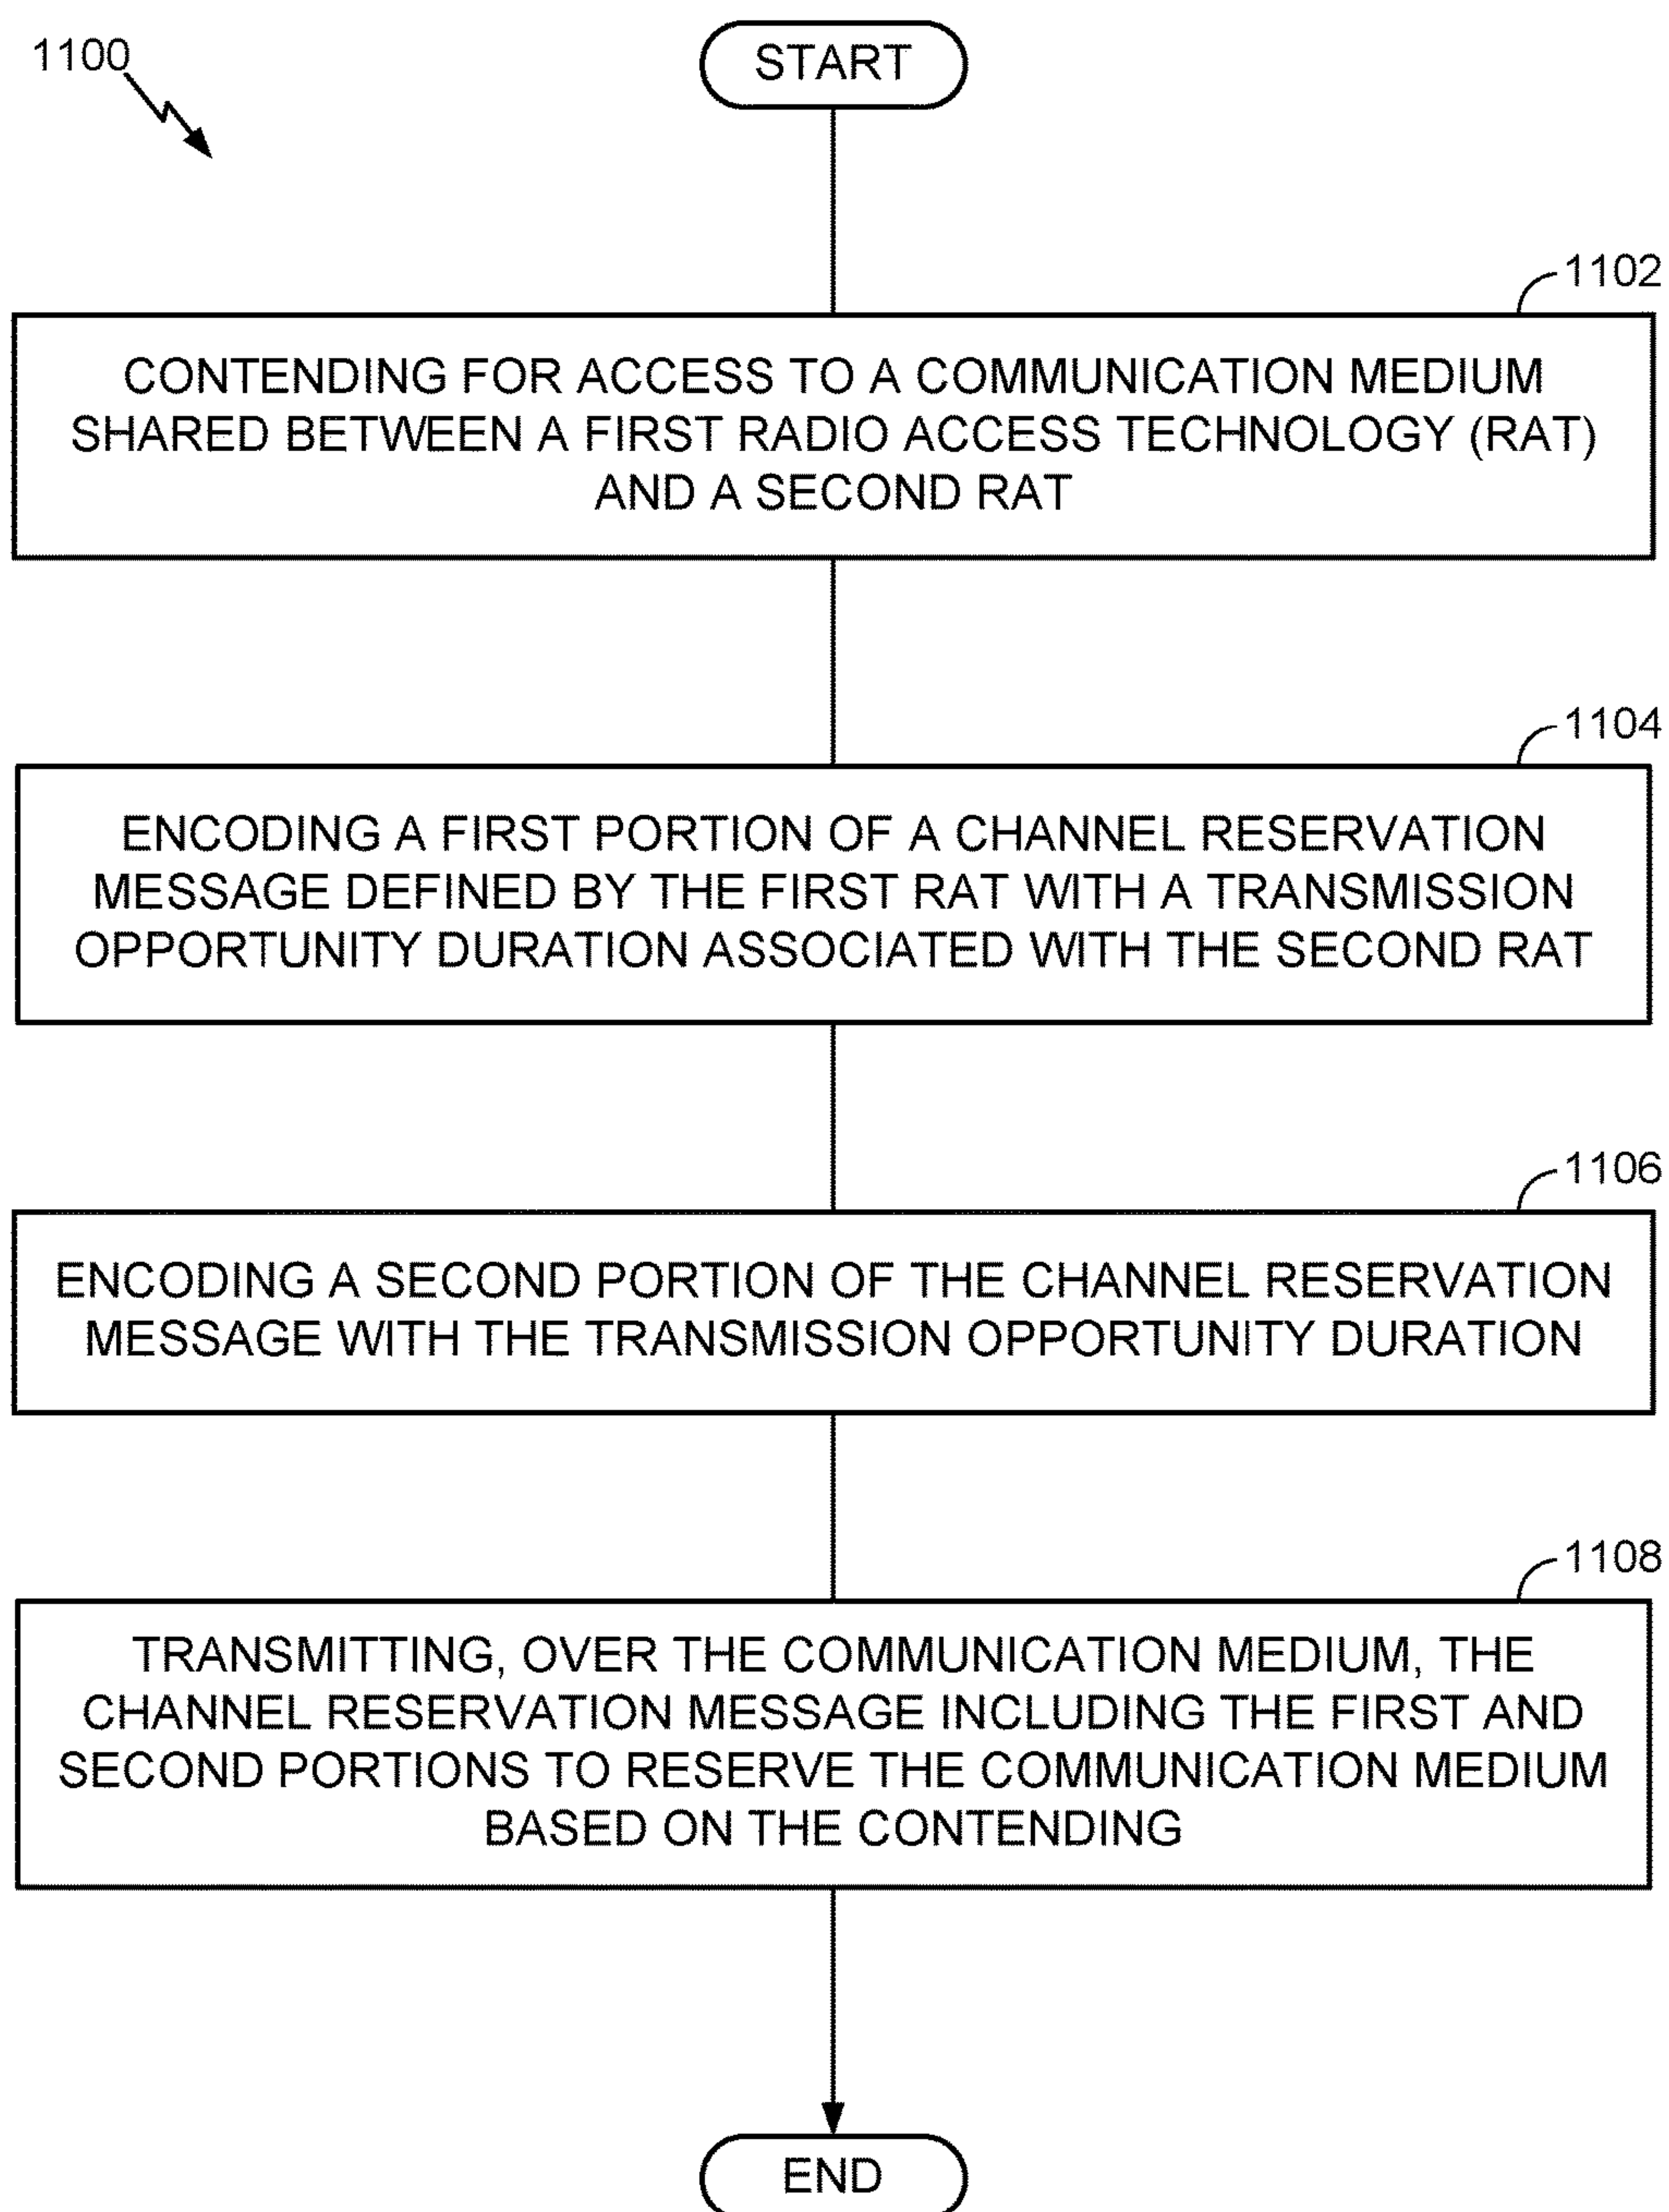 1100
START
1102
CONTENDING FOR ACCESS TO A COMMUNICATION MEDIUM
SHARED BETWEEN A FIRST RADIO ACCESS TECHNOLOGY (RAT)
AND A SECOND RAT
1104
ENCODING A FIRST PORTION OF A CHANNEL RESERVATION
MESSAGE DEFINED BY THE FIRST RAT WITH A TRANSMISSION
OPPORTUNITY DURATION ASSOCIATED WITH THE SECOND RAT
1106
ENCODING A SECOND PORTION OF THE CHANNEL RESERVATION
MESSAGE WITH THE TRANSMISSION OPPORTUNITY DURATION
1108
TRANSMITTING, OVER THE COMMUNICATION MEDIUM, THE
CHANNEL RESERVATION MESSAGE INCLUDING THE FIRST AND
SECOND PORTIONS TO RESERVE THE COMMUNICATION MEDIUM
BASED ON THE CONTENDING
END